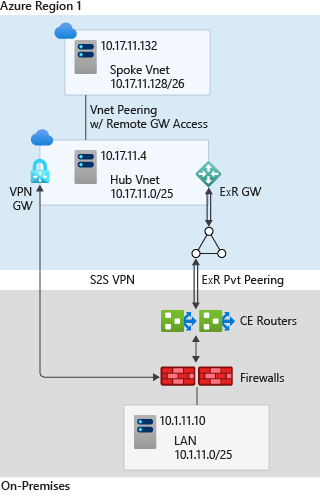 Azure Region 1
10.17.11.132
Spoke Vnet
10.17.11.128/26
Vnet Peering
w/ Remote GW Access
10.17.11.4
Hub Vnet
10.17.11.0/25
VPN
GW
ExR GW
S2S VPN
ExR Pvt Peering
CE Routers
Firewalls
10.1.11.10
LAN
10.1.11.0/25
On-Premises